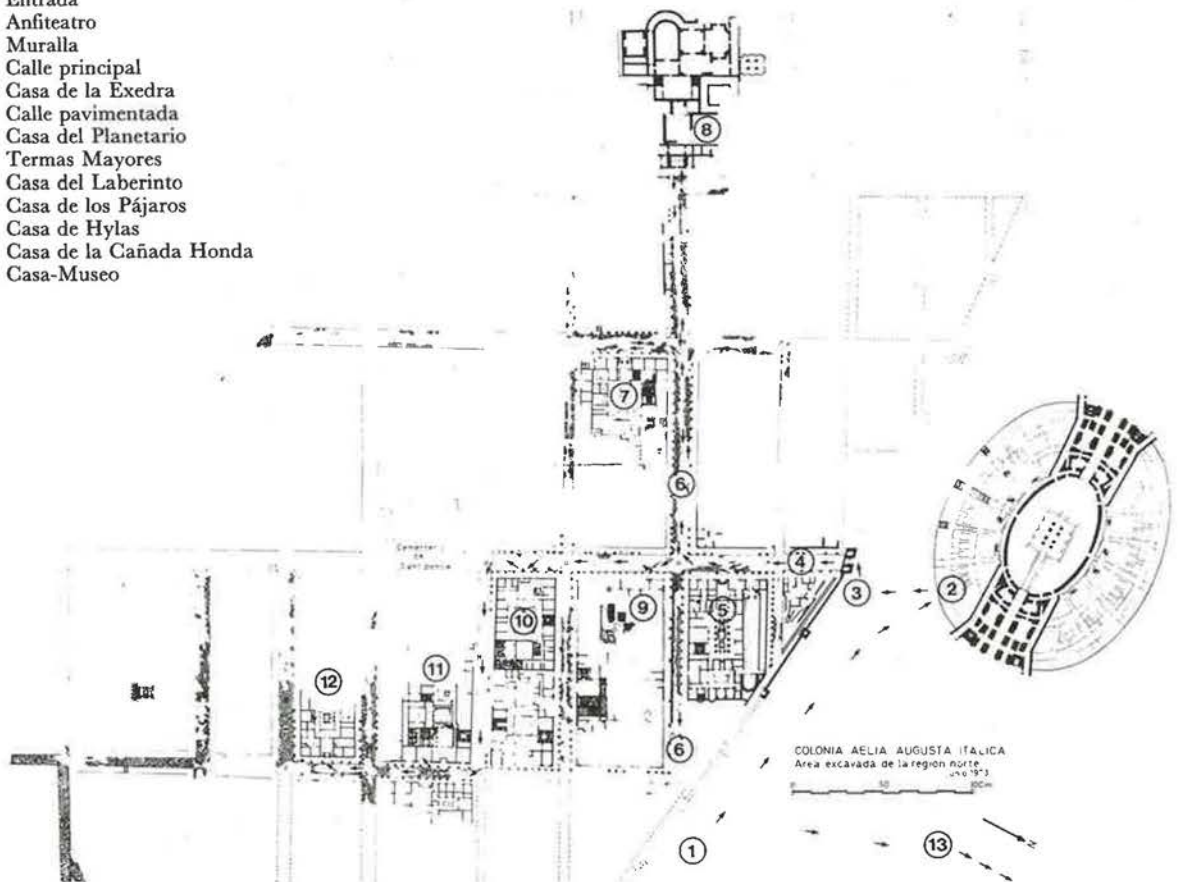 Entrada
Anfiteatro
Muralla
Calle principal
Casa de la Exedra
Calle pavimentada
Casa del Planetario
Termas Mayores
Casa del Laberinto
Casa de los Pájaros
Casa de Hylas
Casa de la Cañada Honda
Casa-Museo
8
7
6
4
3
2
5
9
10
11
12
6
COLONIA AELIA AUGUSTA ITALICA
Area excavada de la region norte
50
100m
N
1
13